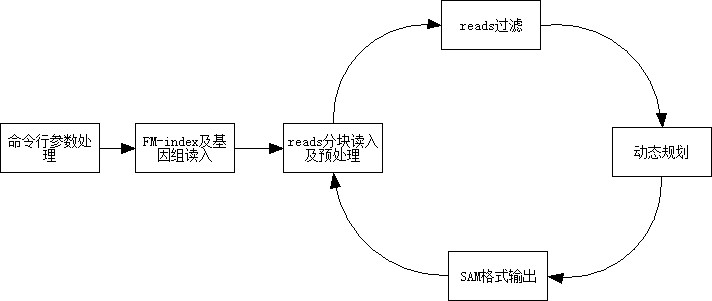 命令行参数处
理
FM-index及基
因组读入
reads分块读入
及预处理
reads过滤
动态规划
SAM格式输出